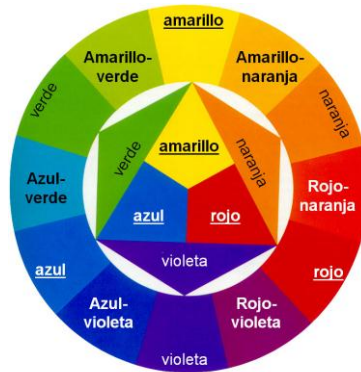 amarillo
Amarillo-
verde
Amarillo-
naranja
verde
naranja
amarillo
verde
naranja
Azul-
verde
Rojo-
naranja
azul
rojo
azul
rojo
violeta
Azul-
violeta
Rojo-
violeta
violeta